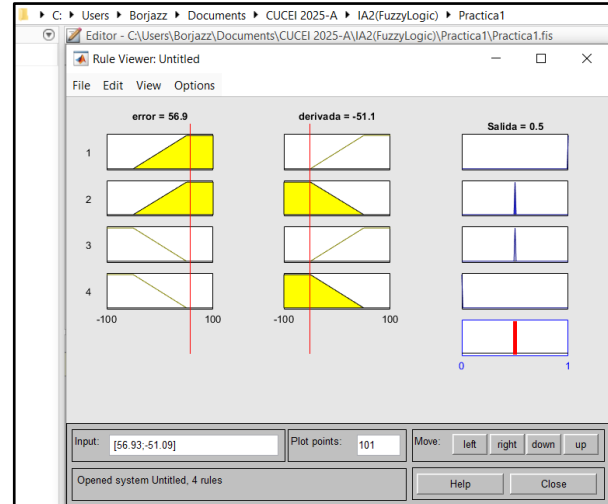 C: ▸ Users ▸ Borjazz ▸ Documents ▸ CUCEI 2025-A ▸ IA2(FuzzyLogic) ▸ Practica1
Editor - C:\Users\Borjazz\Documents\CUCEI 2025-A\IA2(FuzzyLogic)\Practica1\Practica1.fis
Rule Viewer: Untitled
File Edit View Options
error = 56.9 derivada = -51.1 Salida = 0.5
1
2
3
4
-100 100 -100 100
0 1
Input: [56.93;-51.09] Plot points: 101 Move: left right down up
Opened system Untitled, 4 rules Help Close